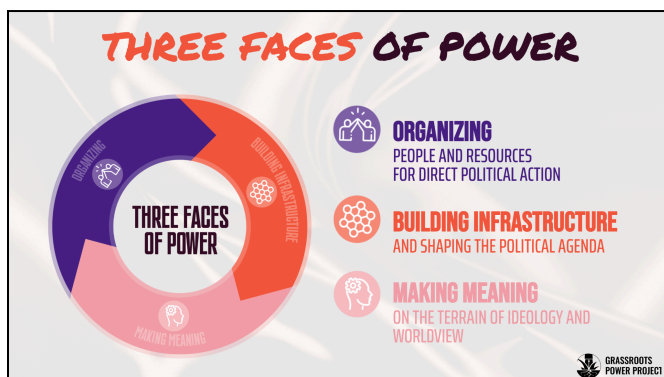 THREE FACES OF POWER
ORGANIZING
BUILDING INFRASTRUCTURE
MAKING MEANING
THREE FACES
OF POWER
ORGANIZING
PEOPLE AND RESOURCES
FOR DIRECT POLITICAL ACTION
BUILDING INFRASTRUCTURE
AND SHAPING THE POLITICAL AGENDA
MAKING MEANING
ON THE TERRAIN OF IDEOLOGY AND
WORLDVIEW
GRASSROOTS
POWER PROJECT